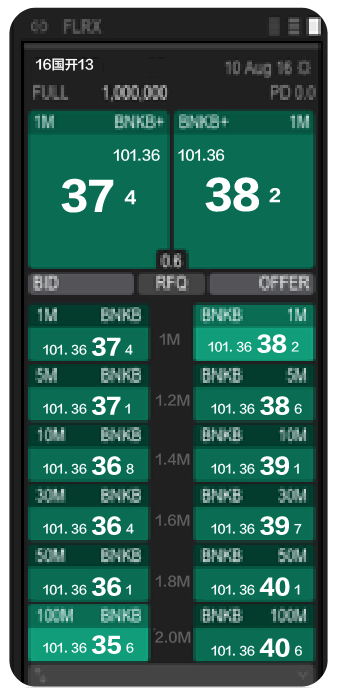 FLRX
16国开13
10 Aug 16
FULL 1,000,000 PD 0.0
1M BNKB+ BNKB+ 1M
101.36 101.36
37 4 38 2
0.6
BID RFQ OFFER
1M BNKB BNKB 1M
101. 36 37 4 1M 101. 36 38 2
5M BNKB BNKB 5M
101. 36 37 1 1.2M 101. 36 38 6
10M BNKB BNKB 10M
101. 36 36 8 1.4M 101. 36 39 1
30M BNKB BNKB 30M
101. 36 36 4 1.6M 101. 36 39 7
50M BNKB BNKB 50M
101. 36 36 1 1.8M 101. 36 40 1
100M BNKB BNKB 100M
101. 36 35 6 2.0M 101. 36 40 6